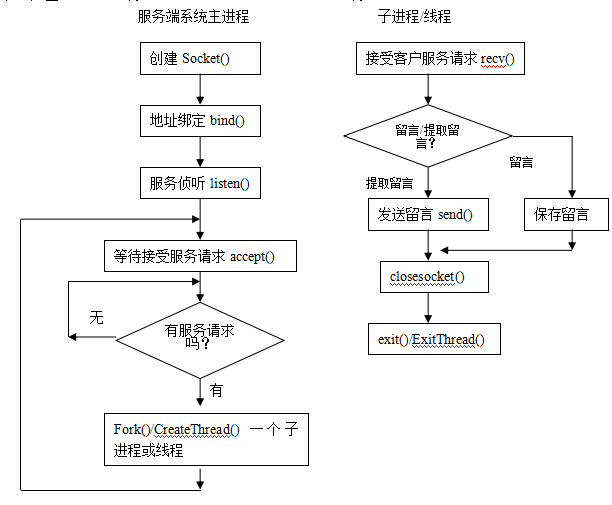 服务端系统主进程
创建 Socket()
地址绑定 bind()
服务侦听 listen()
等待接受服务请求 accept()
无
有服务请求
吗？
有
Fork()/CreateThread() 一个子
进程或线程
子进程/线程
接受客户服务请求 recv()
留言/提取留
言？
留言
提取留言
发送留言 send()
保存留言
closesocket()
exit()/ExitThread()